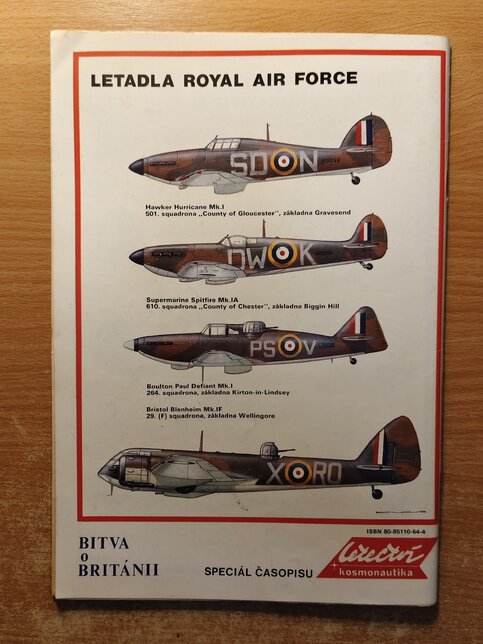 LETADLA ROYAL AIR FORCE
SD N
Hawker Hurricane Mk.I
501. squadrona „County of Gloucester", základna Gravesend
DW K
Supermarine Spitfire Mk.IA
610. squadrona „County of Chester", základna Biggin Hill
PS V
Boulton Paul Defiant Mk.I
264. squadrona, základna Kirton-in-Lindsey
Bristol Blenheim Mk.IF
29. (F) squadrona, základna Wellingore
X RO
ISBN 80-85110-64-4
BITVA
o
BRITÁNII
SPECIÁL ČASOPISU
Letectví
+ kosmonautika